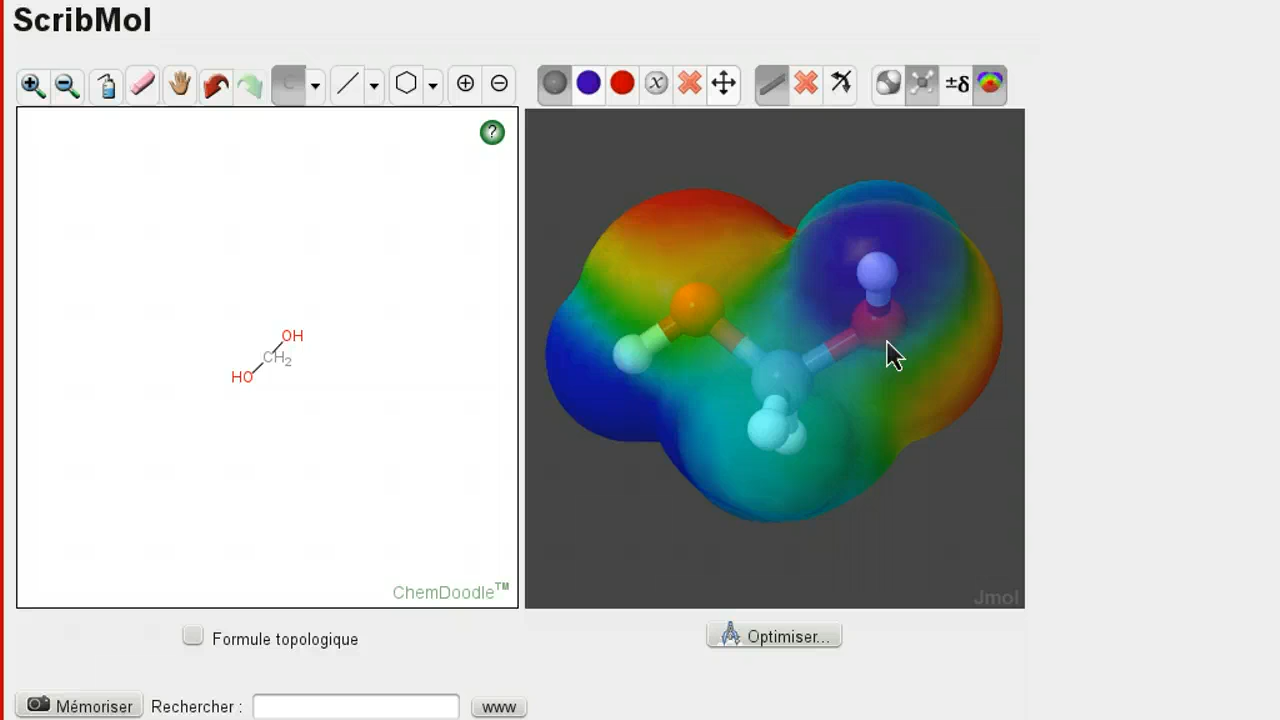 ScribMol
C
x
±δ
?
OH
CH2
HO
ChemDoodle™
Jmol
Formule topologique
Optimiser...
Mémoriser
Rechercher :
www